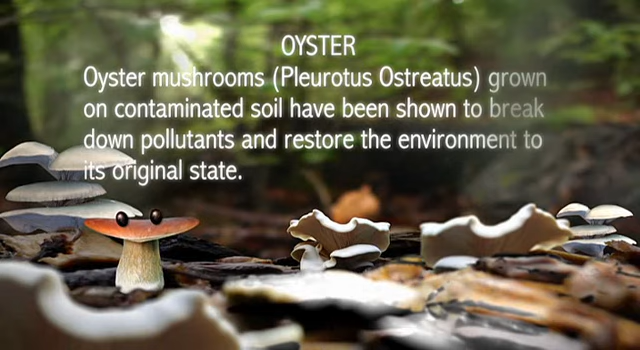 OYSTER
Oyster mushrooms (Pleurotus Ostreatus) grown
on contaminated soil have been shown to break
down pollutants and restore the environment to
its original state.